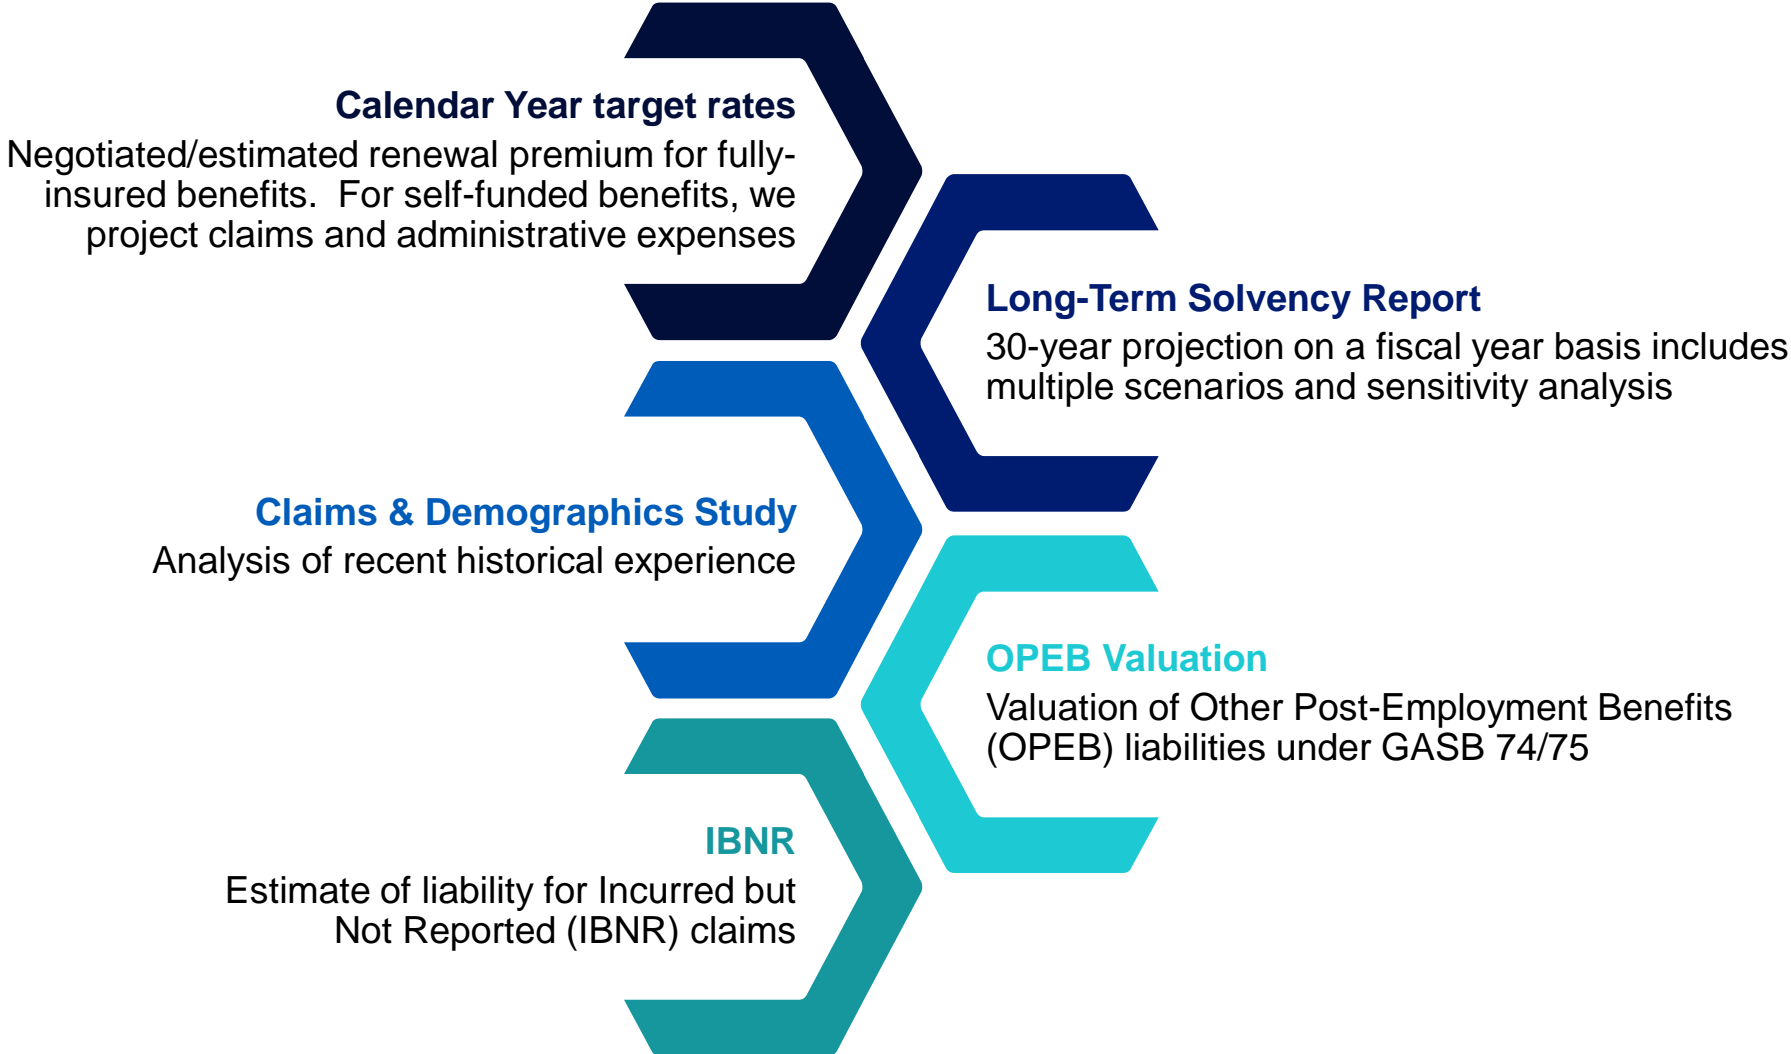 Calendar Year target rates
Negotiated/estimated renewal premium for fully-
insured benefits.  For self-funded benefits, we
project claims and administrative expenses
Long-Term Solvency Report
30-year projection on a fiscal year basis includes
multiple scenarios and sensitivity analysis
Claims & Demographics Study
Analysis of recent historical experience
OPEB Valuation
Valuation of Other Post-Employment Benefits
(OPEB) liabilities under GASB 74/75
IBNR
Estimate of liability for Incurred but
Not Reported (IBNR) claims